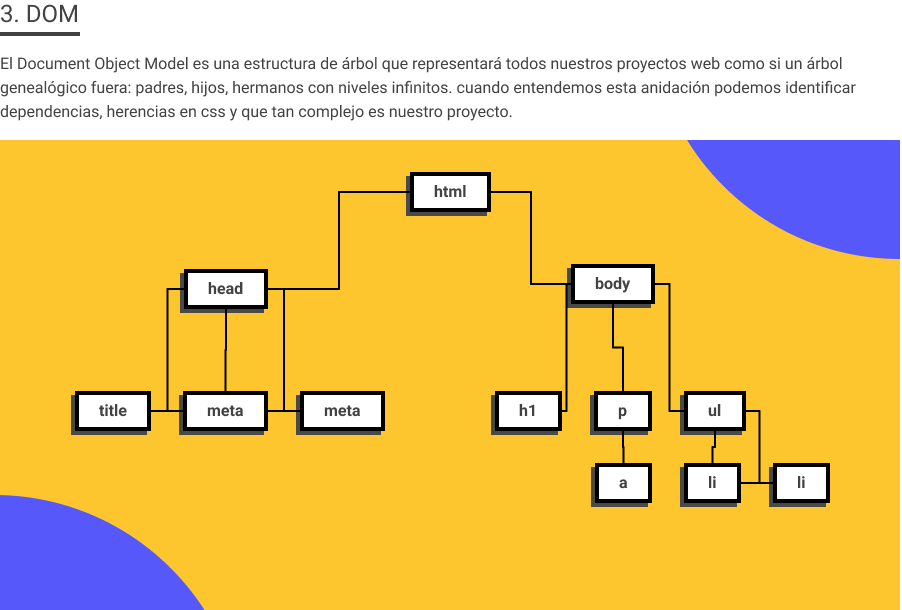 3. DOM
El Document Object Model es una estructura de árbol que representará todos nuestros proyectos web como si un árbol
genealógico fuera: padres, hijos, hermanos con niveles infinitos. cuando entendemos esta anidación podemos identificar
dependencias, herencias en css y que tan complejo es nuestro proyecto.
html
head
body
title
meta
meta
h1
p
ul
a
li
li